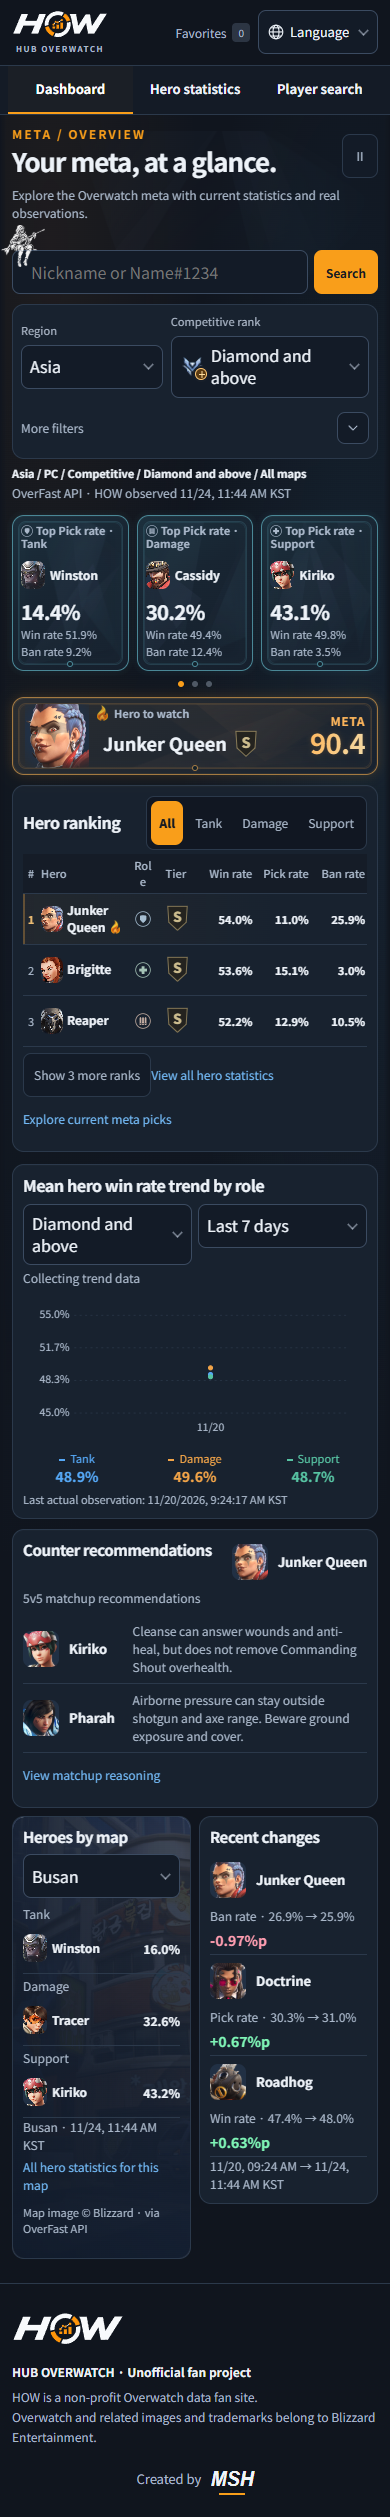 HOW
HUB OVERWATCH
Favorites 0
Language
Dashboard Hero statistics Player search
META / OVERVIEW
Your meta, at a glance.
Explore the Overwatch meta with current statistics and real
observations.
Nickname or Name#1234
Search
Region
Competitive rank
Asia
Diamond and
above
More filters
Asia / PC / Competitive / Diamond and above / All maps
OverFast API · HOW observed 11/24, 11:44 AM KST
Top Pick rate ·
Tank
Winston
14.4%
Win rate 51.9%
Ban rate 9.2%
Top Pick rate ·
Damage
Cassidy
30.2%
Win rate 49.4%
Ban rate 12.4%
Top Pick rate ·
Support
Kiriko
43.1%
Win rate 49.8%
Ban rate 3.5%
Hero to watch
Junker Queen S
META
90.4
Hero ranking
All Tank Damage Support
# Hero Rol
e Tier Win rate Pick rate Ban rate
1 Junker
Queen S 54.0% 11.0% 25.9%
2 Brigitte S 53.6% 15.1% 3.0%
3 Reaper S 52.2% 12.9% 10.5%
Show 3 more ranks View all hero statistics
Explore current meta picks
Mean hero win rate trend by role
Diamond and
above
Last 7 days
Collecting trend data
55.0%
51.7%
48.3%
45.0%
11/20
Tank Damage Support
48.9% 49.6% 48.7%
Last actual observation: 11/20/2026, 9:24:17 AM KST
Counter recommendations
Junker Queen
5v5 matchup recommendations
Kiriko
Cleanse can answer wounds and anti-
heal, but does not remove Commanding
Shout overhealth.
Pharah
Airborne pressure can stay outside
shotgun and axe range. Beware ground
exposure and cover.
View matchup reasoning
Heroes by map
Busan
Tank
Winston 16.0%
Damage
Tracer 32.6%
Support
Kiriko 43.2%
Busan · 11/24, 11:44 AM
KST
All hero statistics for this
map
Map image © Blizzard · via
OverFast API
Recent changes
Junker Queen
Ban rate · 26.9% → 25.9%
-0.97%p
Doctrine
Pick rate · 30.3% → 31.0%
+0.67%p
Roadhog
Win rate · 47.4% → 48.0%
+0.63%p
11/20, 09:24 AM → 11/24,
11:44 AM KST
HOW
HUB OVERWATCH · Unofficial fan project
HOW is a non-profit Overwatch data fan site.
Overwatch and related images and trademarks belong to Blizzard
Entertainment.
Created by MSH